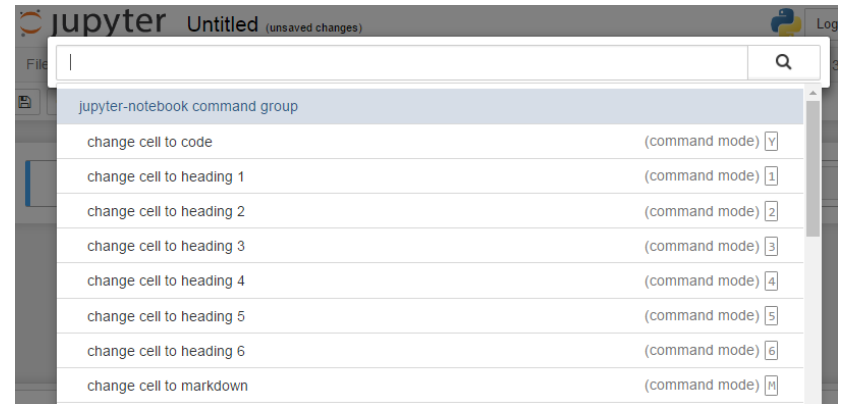 jupyter Untitled (unsaved changes)
Log
File
3
jupyter-notebook command group
change cell to code (command mode) Y
change cell to heading 1 (command mode) 1
change cell to heading 2 (command mode) 2
change cell to heading 3 (command mode) 3
change cell to heading 4 (command mode) 4
change cell to heading 5 (command mode) 5
change cell to heading 6 (command mode) 6
change cell to markdown (command mode) M